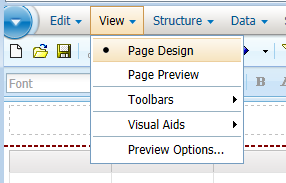 Edit View Structure Data
Page Design
Page Preview
Font
Toolbars
Visual Aids
Preview Options...
B